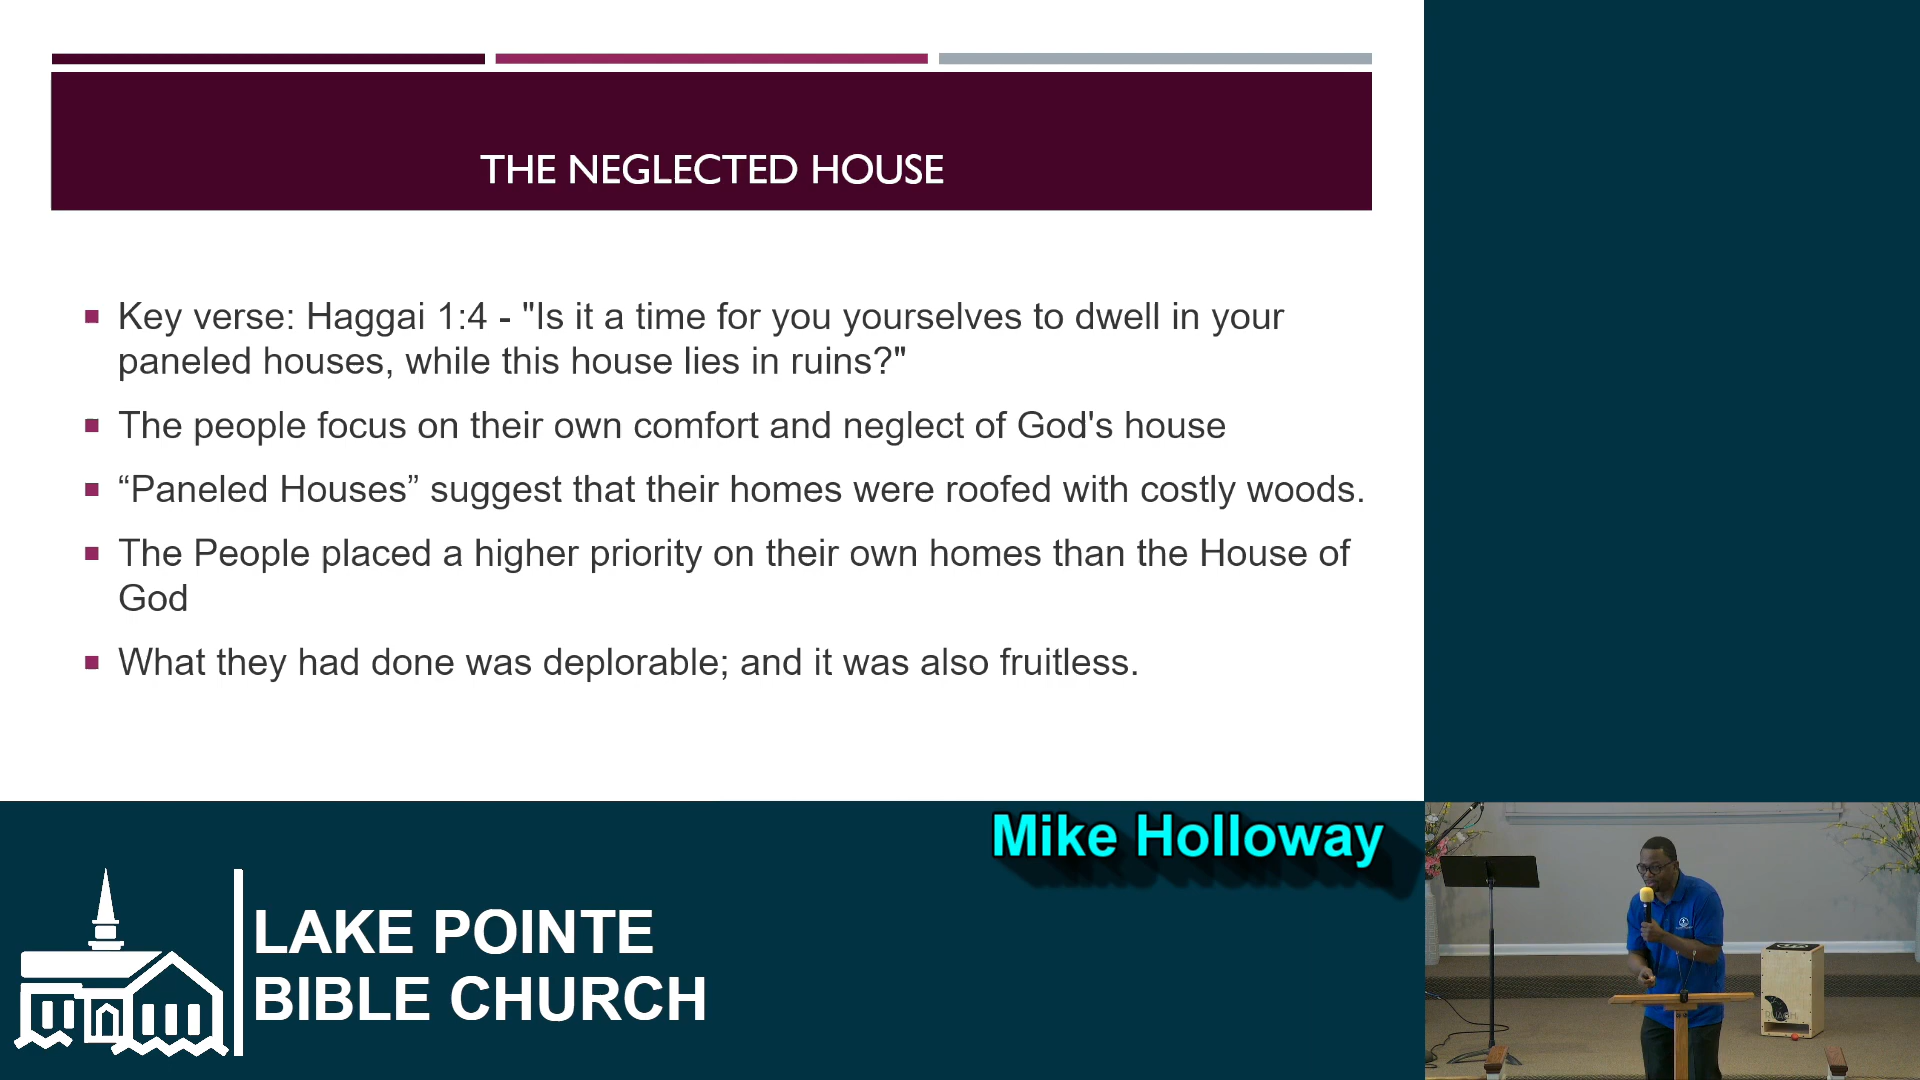 THE NEGLECTED HOUSE
Key verse: Haggai 1:4 - "Is it a time for you yourselves to dwell in your
paneled houses, while this house lies in ruins?"
The people focus on their own comfort and neglect of God's house
“Paneled Houses” suggest that their homes were roofed with costly woods.
The People placed a higher priority on their own homes than the House of
God
What they had done was deplorable; and it was also fruitless.
Mike Holloway
LAKE POINTE
BIBLE CHURCH